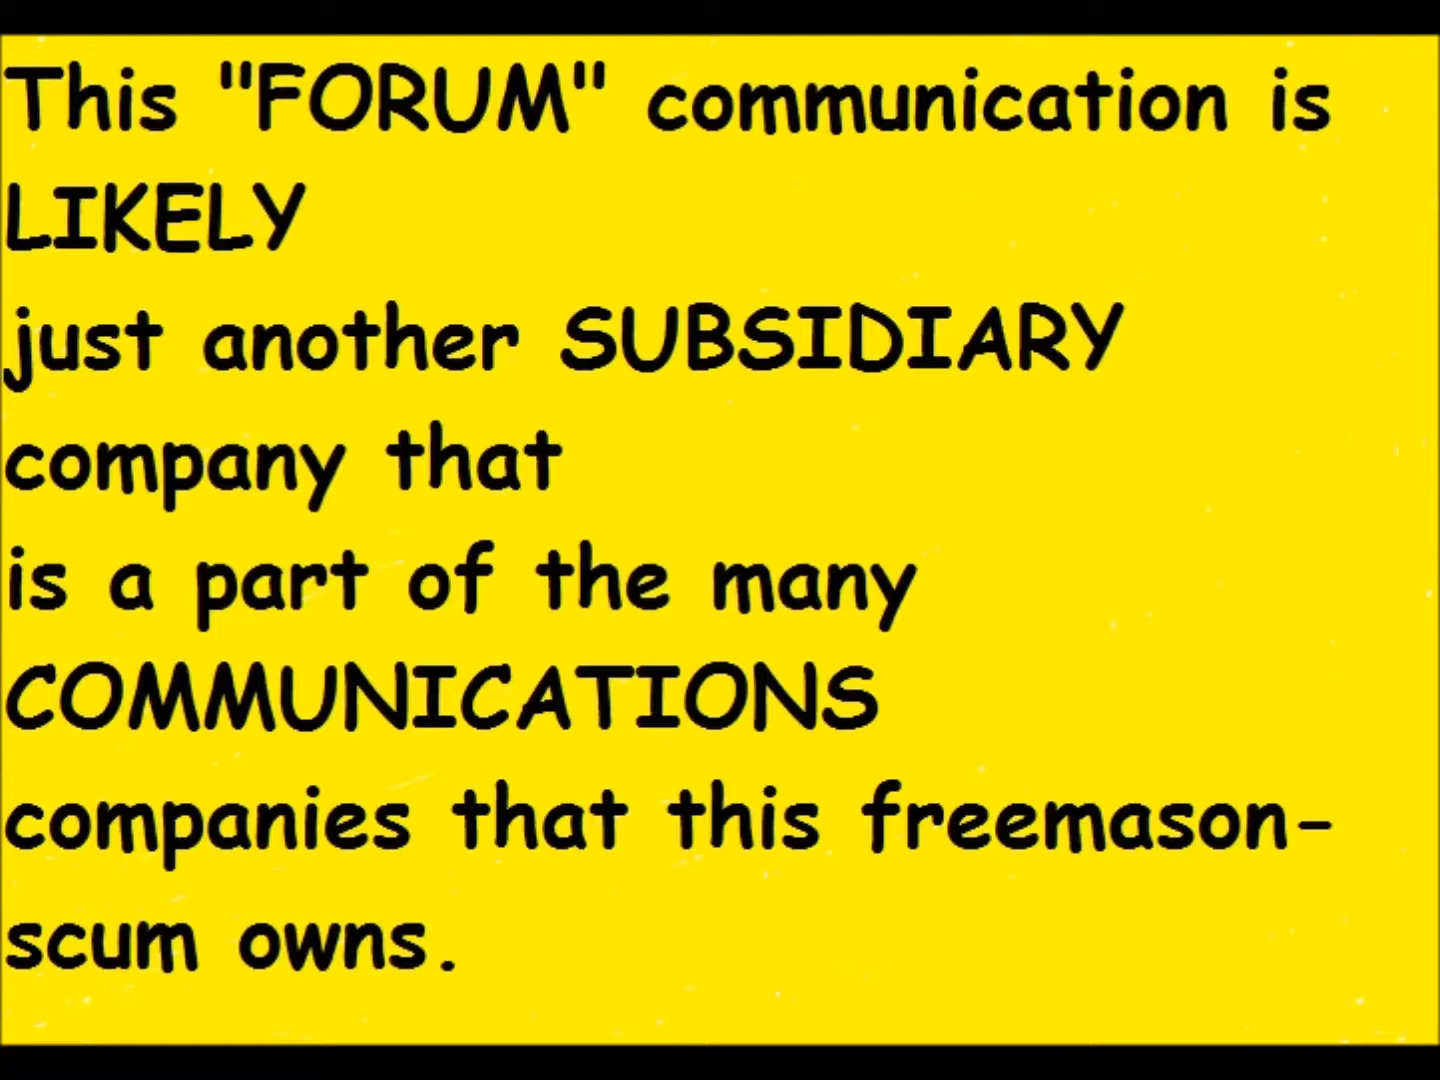 This "FORUM" communication is
LIKELY
just another SUBSIDIARY
company that
is a part of the many
COMMUNICATIONS
companies that this freemason-
scum owns.